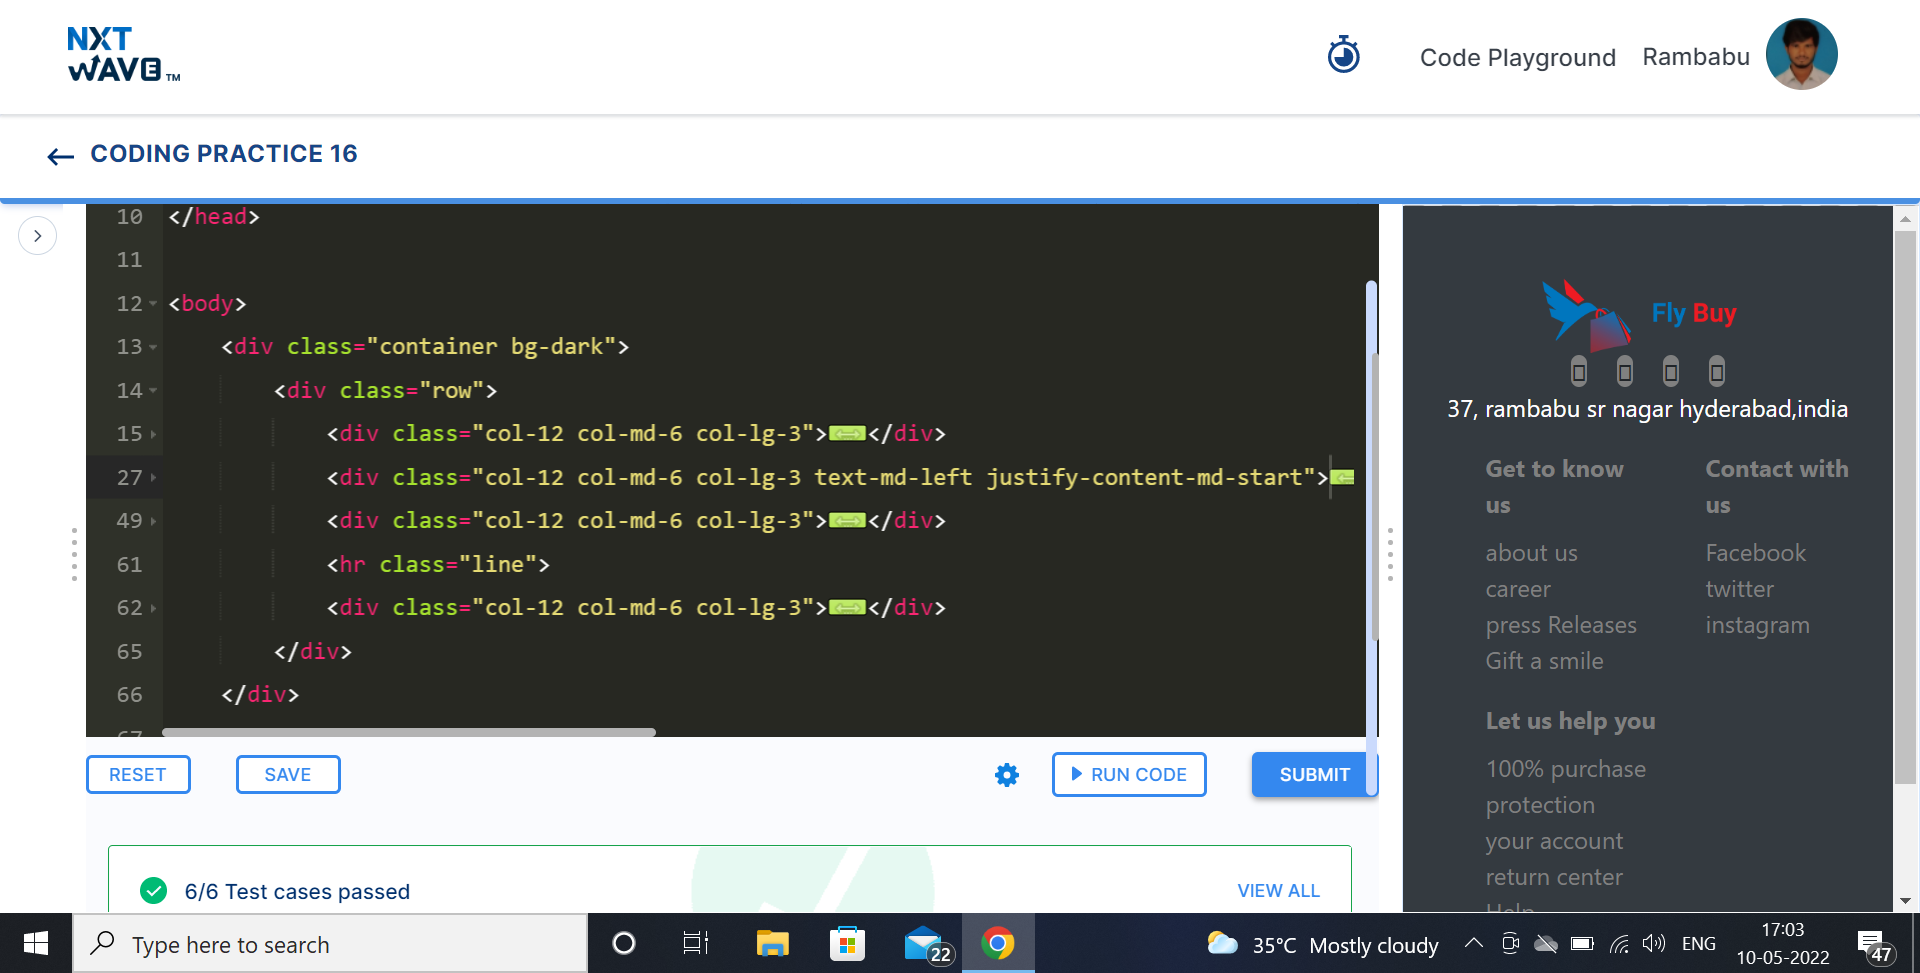 NXT
WAVE TM
Code Playground
Rambabu
CODING PRACTICE 16
10 </head>
11
12 <body>
13 <div class="container bg-dark">
14 <div class="row">
15 <div class="col-12 col-md-6 col-lg-3"></div>
27 <div class="col-12 col-md-6 col-lg-3 text-md-left justify-content-md-start">
49 <div class="col-12 col-md-6 col-lg-3"></div>
61 <hr class="line">
62 <div class="col-12 col-md-6 col-lg-3"></div>
65 </div>
66 </div>
67
RESET
SAVE
RUN CODE
SUBMIT
6/6 Test cases passed
VIEW ALL
Fly Buy
37, rambabu sr nagar hyderabad,india
Get to know
us
about us
career
press Releases
Gift a smile
Contact with
us
Facebook
twitter
instagram
Let us help you
100% purchase
protection
your account
return center
Help
Type here to search
22
35°C Mostly cloudy
ENG
17:03
10-05-2022
47